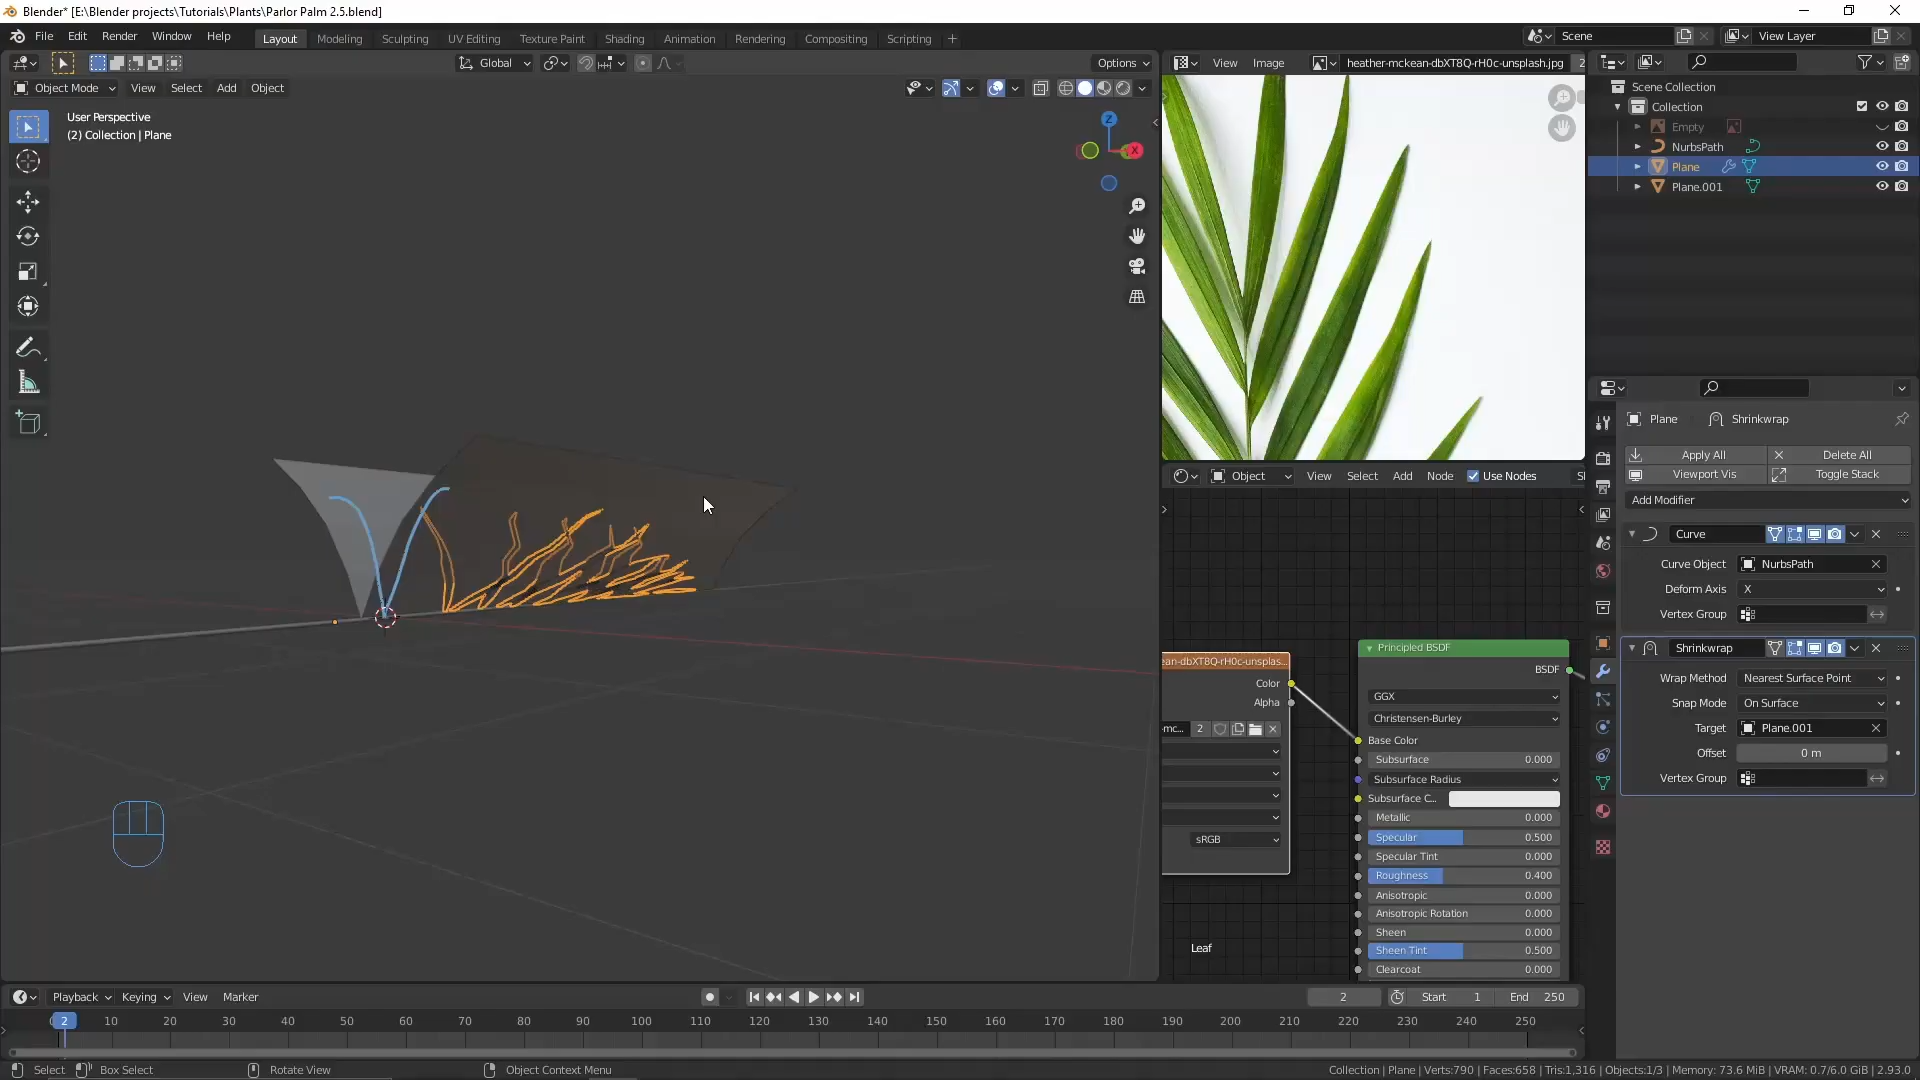 Blender* [E:\Blender projects\Tutorials\Plants\Parlor Palm 2.5.blend]
File Edit Render Window Help Layout Modeling Sculpting UV Editing Texture Paint Shading Animation Rendering Compositing Scripting + Scene View Layer
Global Options View Image heather-mckean-dbXT8Q-rH0c-unsplash.jpg 2
Object Mode View Select Add Object
User Perspective
(2) Collection | Plane
Z
X
Scene Collection
Collection
Empty
NurbsPath
Plane
Plane.001
Plane Shrinkwrap
Apply All Delete All
Viewport Vis Toggle Stack
Add Modifier
Curve
Curve Object NurbsPath
Deform Axis X
Vertex Group
Shrinkwrap
Wrap Method Nearest Surface Point
Snap Mode On Surface
Target Plane.001
Offset 0 m
Vertex Group
Object View Select Add Node Use Nodes
ean-dbXT8Q-rH0c-unsplas...
Color
Alpha
-mc... 2
sRGB
Principled BSDF
BSDF
GGX
Christensen-Burley
Base Color
Subsurface 0.000
Subsurface Radius
Subsurface C...
Metallic 0.000
Specular 0.500
Specular Tint 0.000
Roughness 0.400
Anisotropic 0.000
Anisotropic Rotation 0.000
Sheen 0.000
Sheen Tint 0.500
Clearcoat 0.000
Leaf
Playback Keying View Marker 2 Start 1 End 250
2 10 20 30 40 50 60 70 80 90 100 110 120 130 140 150 160 170 180 190 200 210 220 230 240 250
Select Box Select Rotate View Object Context Menu Collection | Plane | Verts:790 | Faces:658 | Tris:1,316 | Objects:1/3 | Memory: 73.6 MiB | VRAM: 0.7/6.0 GiB | 2.93.0